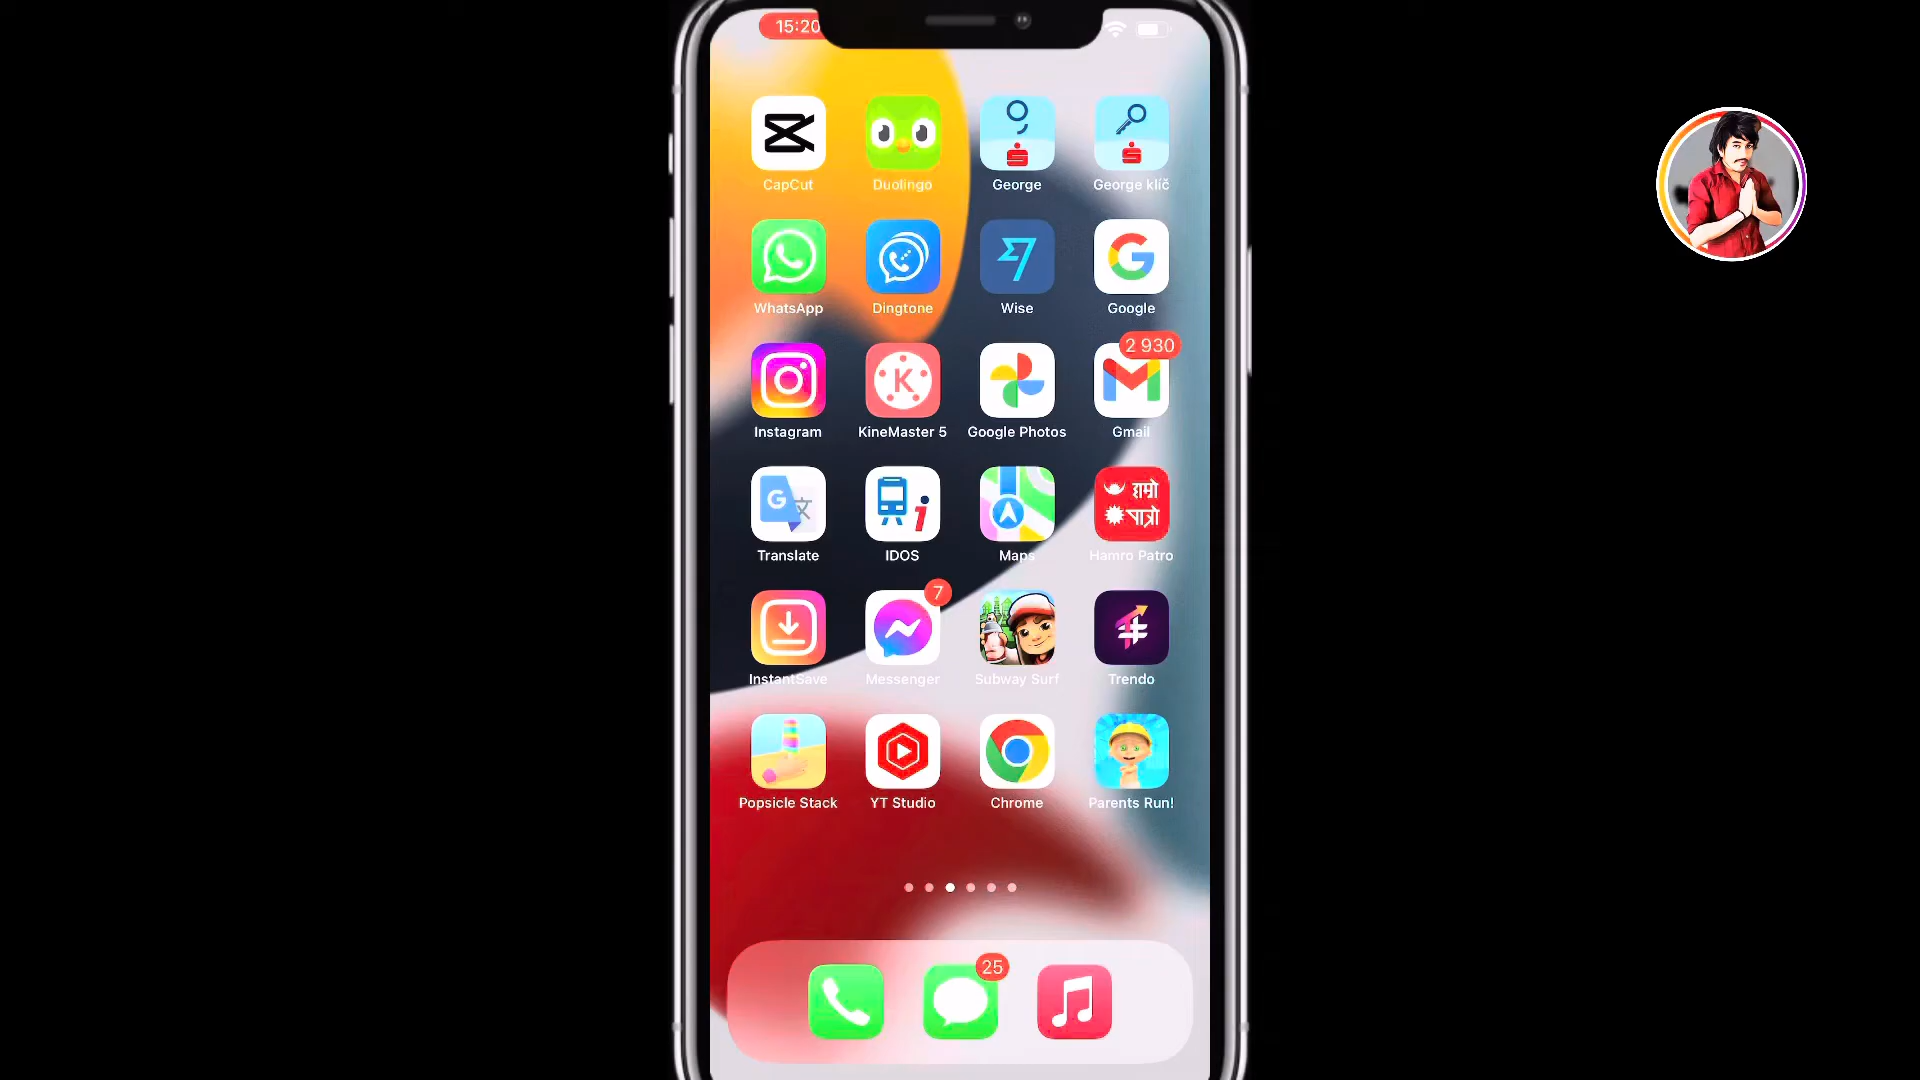 15:20
CapCut
Duolingo
George
George klíč
WhatsApp
Dingtone
Wise
Google
2 930
Instagram
K
KineMaster 5
Google Photos
Gmail
G
文
Translate
i
IDOS
Maps
हाम्रो
पात्रो
Hamro Patro
7
InstantSave
Messenger
Subway Surf
Trendo
Popsicle Stack
YT Studio
Chrome
Parents Run!
25